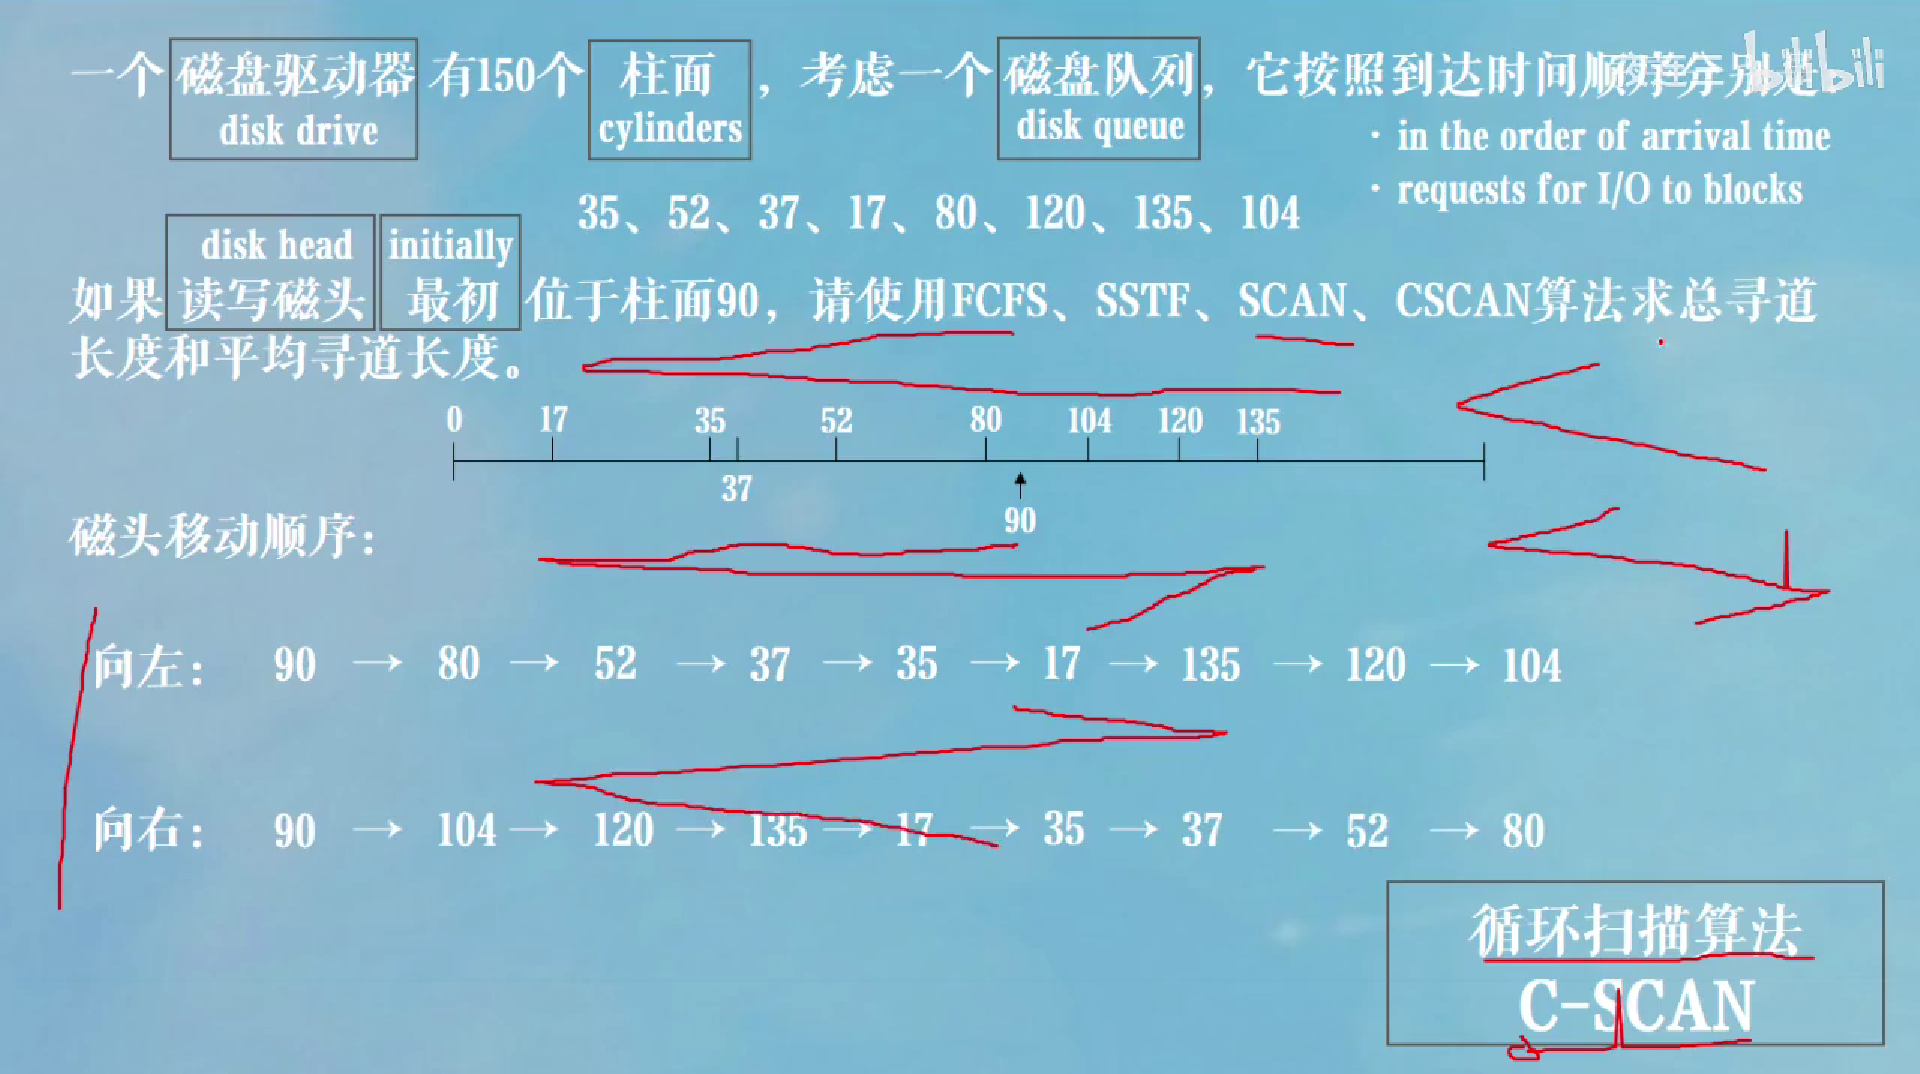 一个 磁盘驱动器 有150个 柱面 ，考虑一个 磁盘队列，它按照到达时间顺序分别是
disk drive cylinders disk queue
· in the order of arrival time
· requests for I/O to blocks
35、52、37、17、80、120、135、104
disk head initially
如果 读写磁头 最初 位于柱面90，请使用FCFS、SSTF、SCAN、CSCAN算法求总寻道
长度和平均寻道长度。
0 17 35 52 80 104 120 135
37
90
磁头移动顺序：
向左： 90 → 80 → 52 → 37 → 35 → 17 → 135 → 120 → 104
向右： 90 → 104 → 120 → 135 → 17 → 35 → 37 → 52 → 80
循环扫描算法
C-SCAN
bilibili